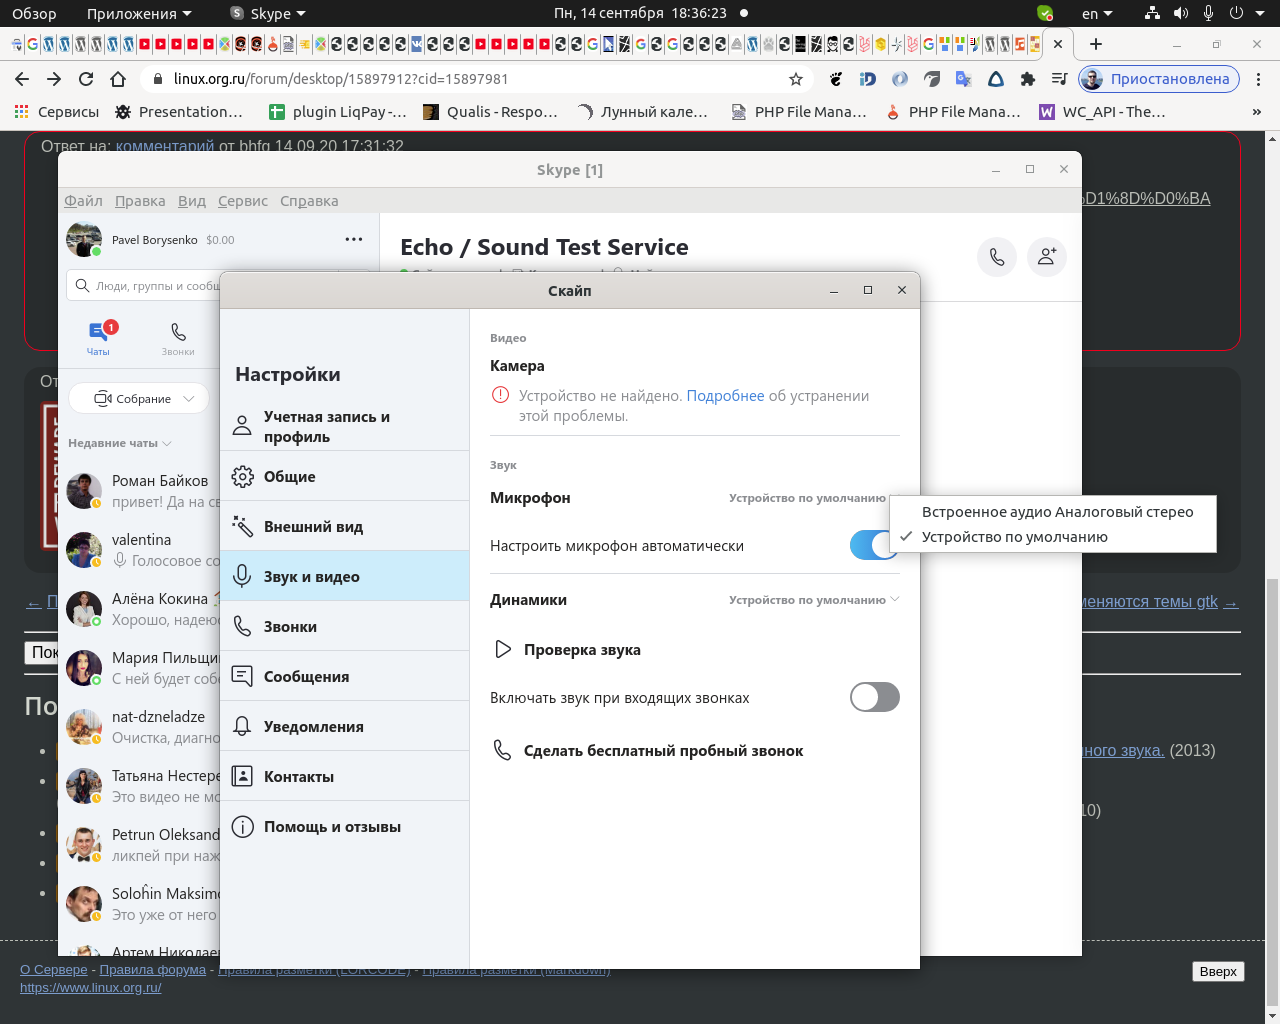 Обзор
Приложения
Skype
Пн, 14 сентября 18:36:23
en
linux.org.ru/forum/desktop/15897912?cid=15897981
Приостановлена
Сервисы
Presentation…
plugin LiqPay -…
Qualis - Respo…
Лунный кале…
PHP File Mana…
PHP File Mana…
WC_API - The…
»
Ответ на: комментарий от bhfq 14.09.20 17:31:32
Skype [1]
Файл Правка Вид Сервис Справка
Pavel Borysenko $0.00
Echo / Sound Test Service
Люди, группы и сообщ
Чаты
1
Звонки
Собрание
Недавние чаты
Роман Байков
привет! Да на св
valentina
Голосовое со
Алёна Кокина
Хорошо, надеюс
Мария Пильщи
С ней будет собе
nat-dzneladze
Очистка, диагно
Татьяна Нестере
Это видео не мо
Petrun Oleksand
ликпей при наж
Soloĥin Maksimo
Это уже от него
Артем Николаев
Скайп
Настройки
Учетная запись и
профиль
Общие
Внешний вид
Звук и видео
Звонки
Сообщения
Уведомления
Контакты
Помощь и отзывы
Видео
Камера
Устройство не найдено. Подробнее об устранении
этой проблемы.
Звук
Микрофон
Устройство по умолчанию
Встроенное аудио Аналоговый стерео
Устройство по умолчанию
Настроить микрофон автоматически
Динамики
Устройство по умолчанию
Проверка звука
Включать звук при входящих звонках
Сделать бесплатный пробный звонок
%D1%8D%D0%BA
От
← П
меняются темы gtk →
Пок
По
ного звука. (2013)
10)
О Сервере - Правила форума - Правила разметки (LORCODE) - Правила разметки (Markdown)
https://www.linux.org.ru/
Вверх